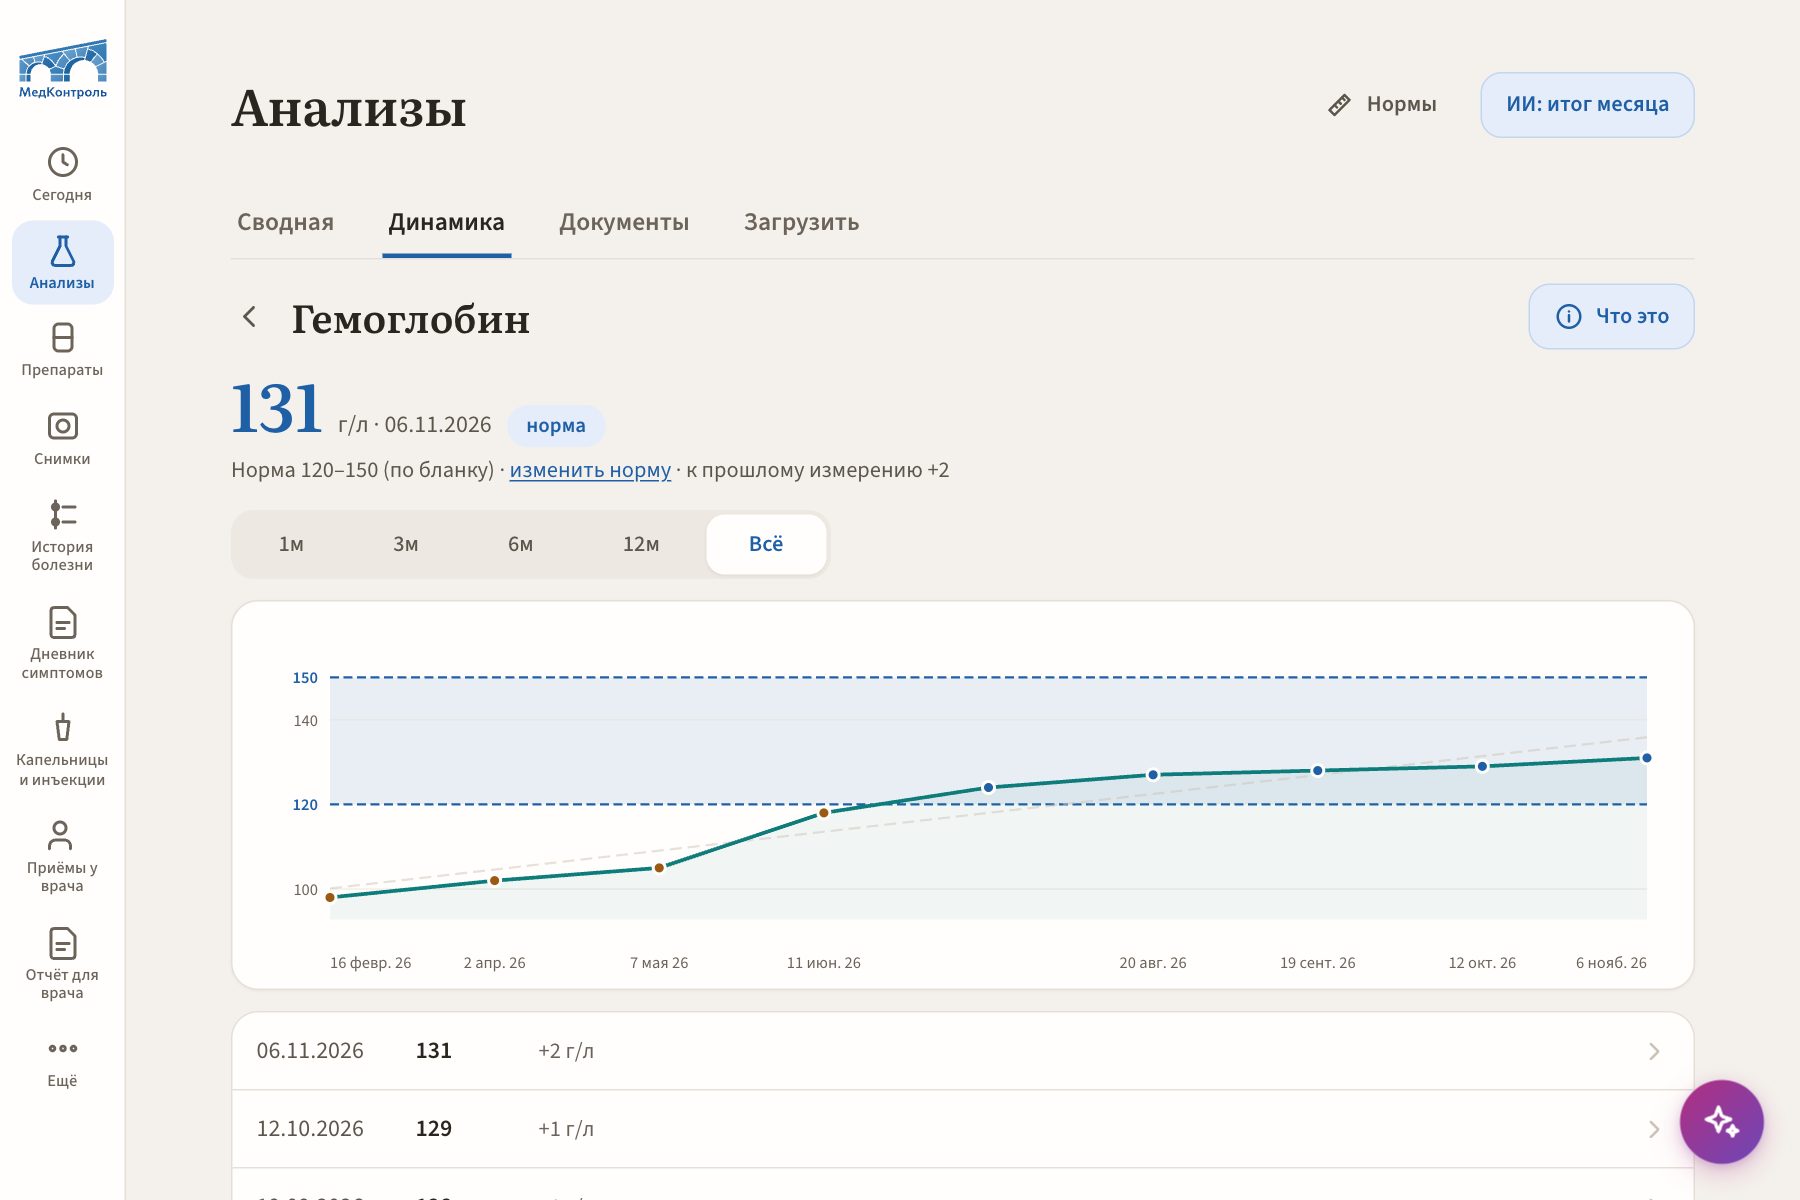 МедКонтроль
Сегодня
Анализы
Препараты
Снимки
История
болезни
Дневник
симптомов
Капельницы
и инъекции
Приёмы у
врача
Отчёт для
врача
Ещё
Анализы
Нормы
ИИ: итог месяца
Сводная
Динамика
Документы
Загрузить
Гемоглобин
Что это
131 г/л · 06.11.2026 норма
Норма 120–150 (по бланку) · изменить норму · к прошлому измерению +2
1м 3м 6м 12м Всё
150
140
120
100
16 февр. 26 2 апр. 26 7 мая 26 11 июн. 26 20 авг. 26 19 сент. 26 12 окт. 26 6 нояб. 26
06.11.2026 131 +2 г/л
12.10.2026 129 +1 г/л